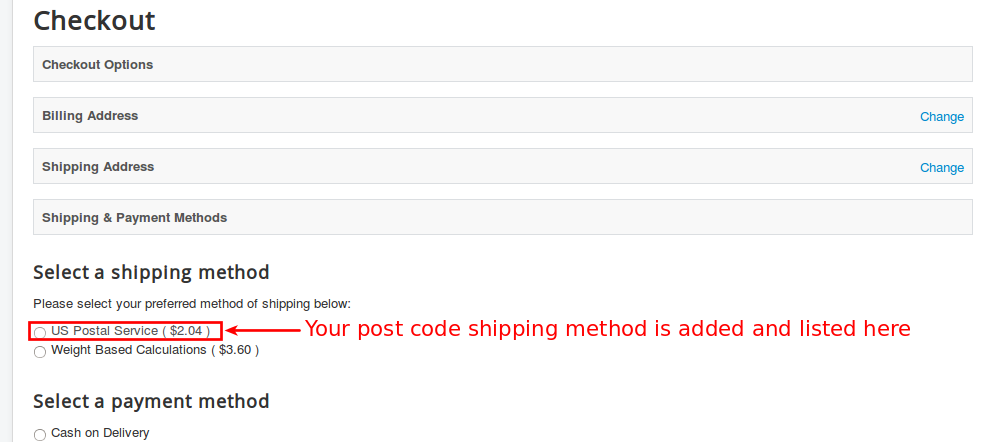 Checkout
Checkout Options
Billing Address Change
Shipping Address Change
Shipping & Payment Methods
Select a shipping method
Please select your preferred method of shipping below:
US Postal Service ( $2.04 ) Your post code shipping method is added and listed here
Weight Based Calculations ( $3.60 )
Select a payment method
Cash on Delivery